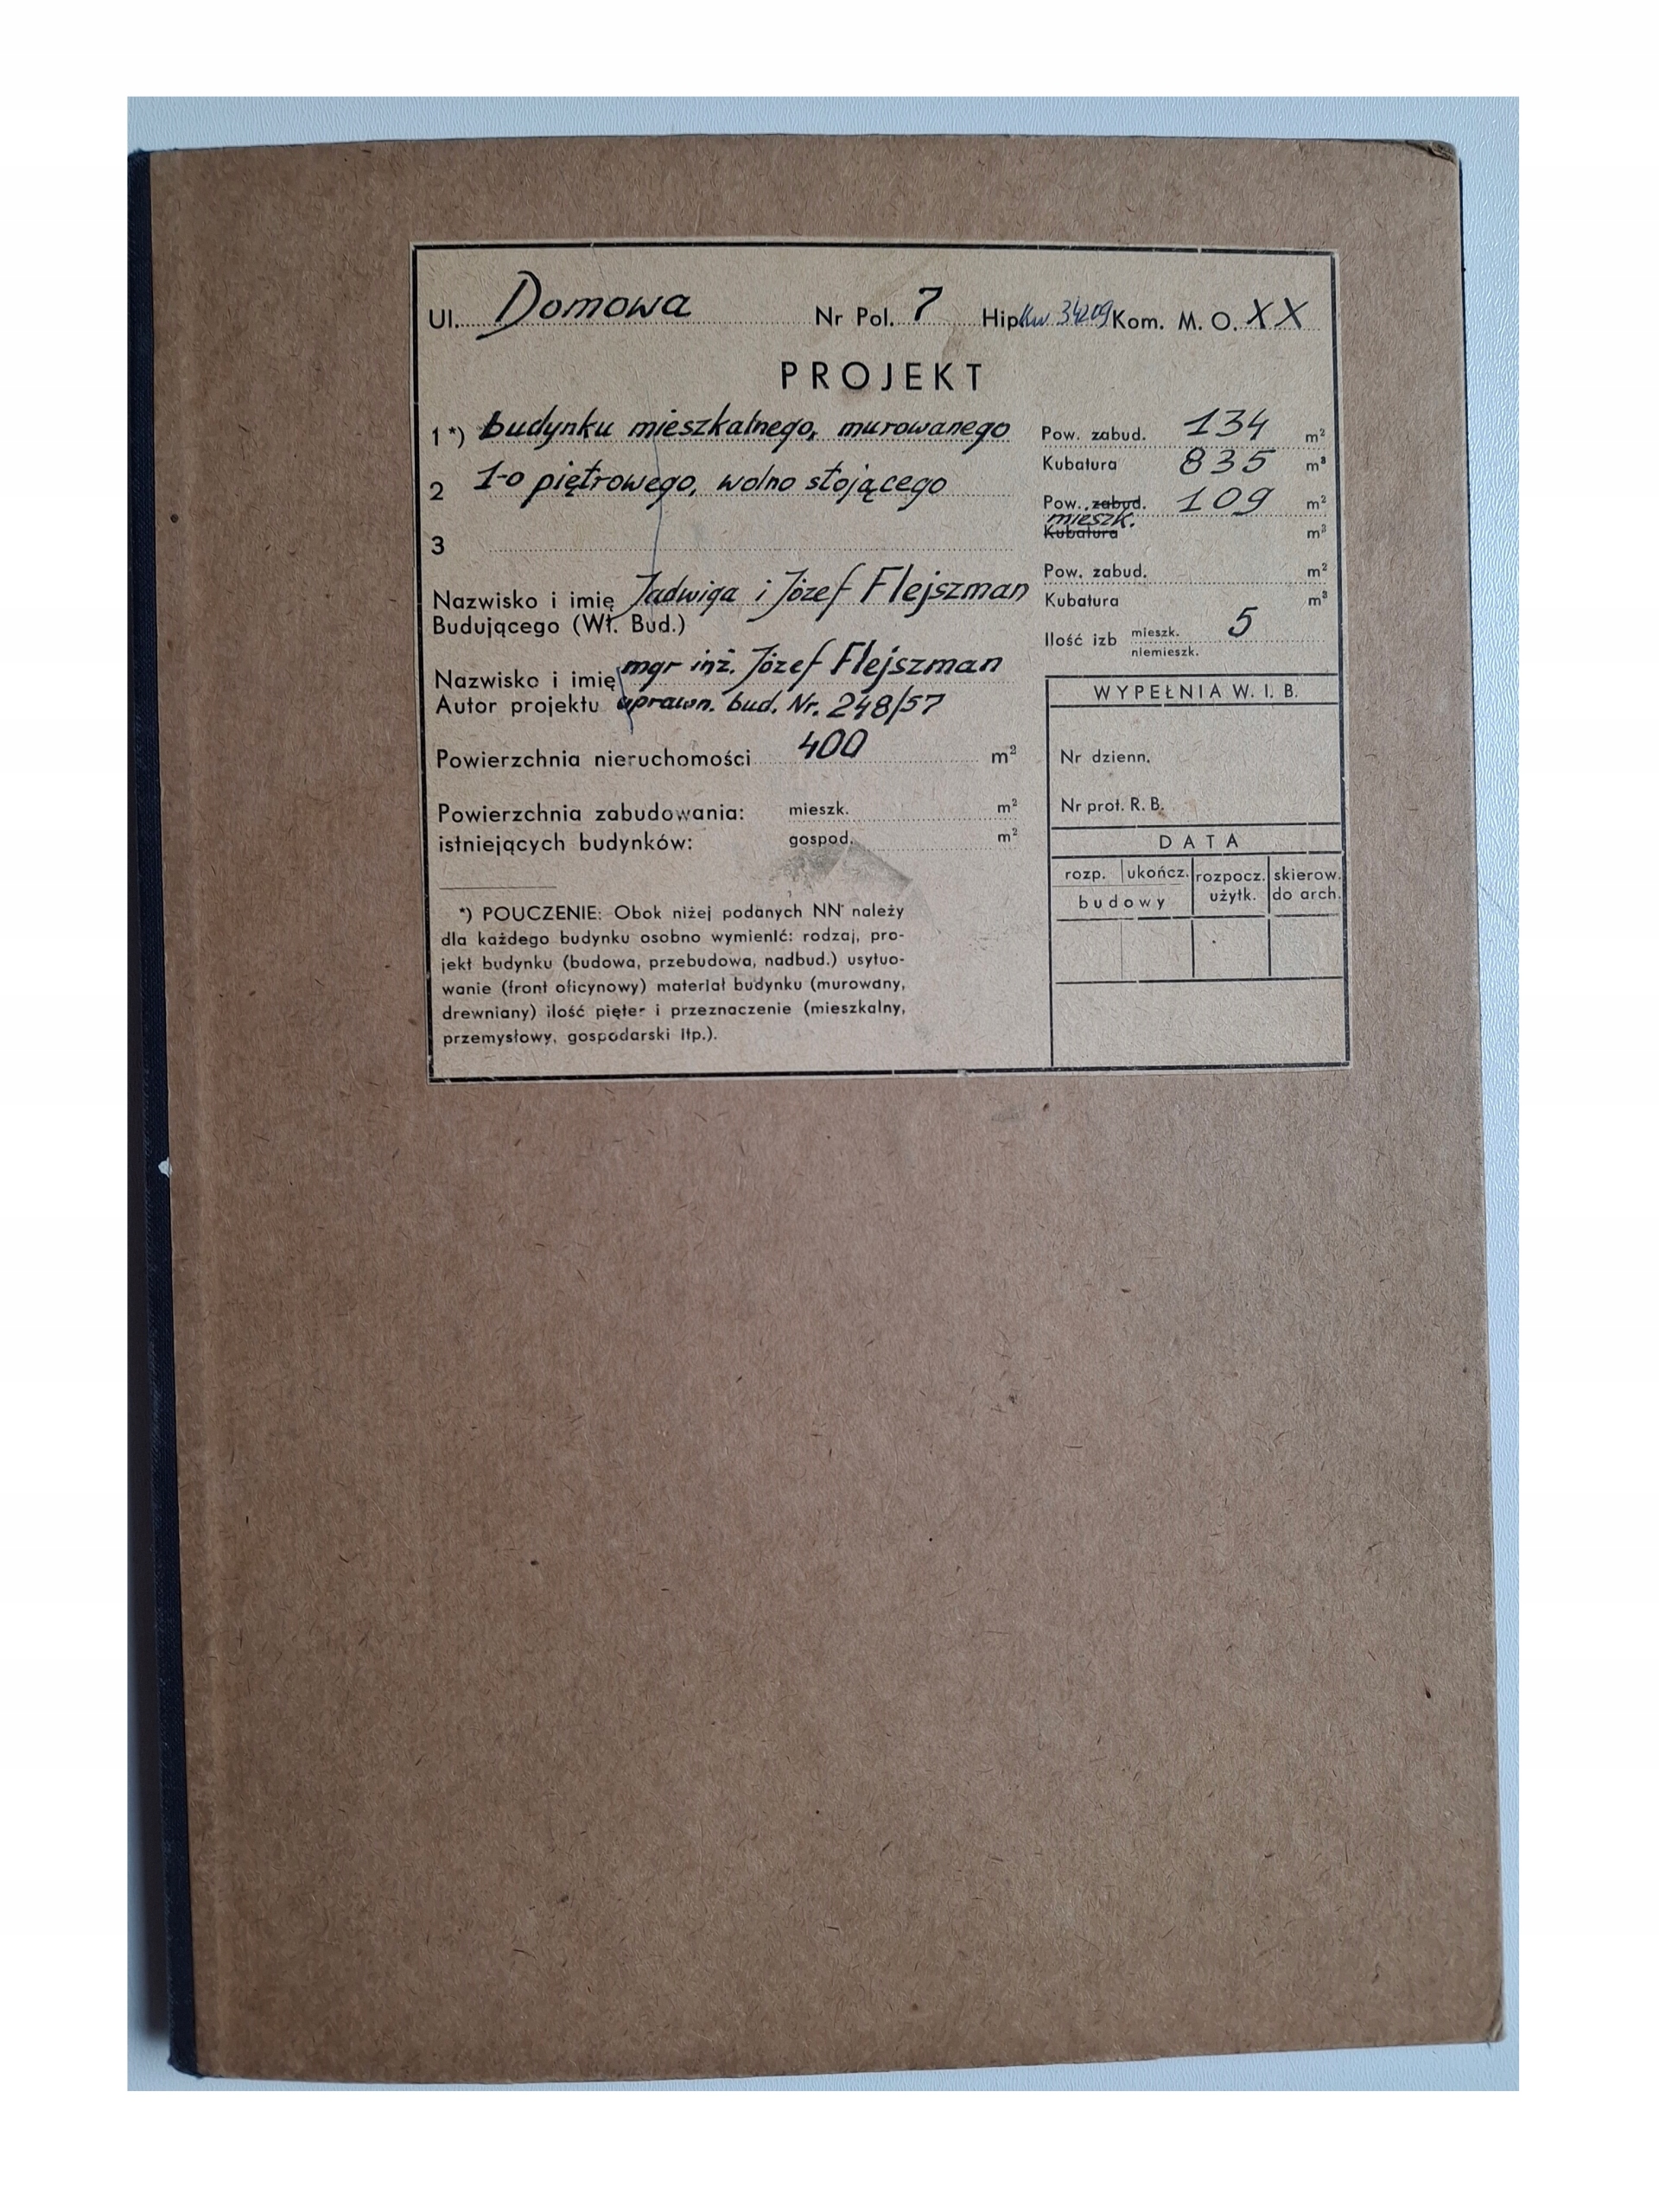 Ul. Domowa Nr Pol. 7 Hip Kw 34209 Kom. M. O. XX
PROJEKT
1*) budynku mieszkalnego, murowanego
2 1-o piętrowego, wolno stojącego
3
Pow. zabud. 134 m²
Kubatura 835 m³
Pow. zabud. 109 m²
mieszk.
Kubatura m³
Pow. zabud. m²
Kubatura m³
Ilość izb mieszk. 5
niemieszk.
Nazwisko i imię Jadwiga i Józef Flejszman
Budującego (Wł. Bud.)
Nazwisko i imię mgr inż. Józef Flejszman
Autor projektu uprawn. bud. Nr. 248/57
Powierzchnia nieruchomości 400 m²
Powierzchnia zabudowania: mieszk. m²
istniejących budynków: gospod. m²
*) POUCZENIE: Obok niżej podanych NN należy
dla każdego budynku osobno wymienić: rodzaj, pro-
jekt budynku (budowa, przebudowa, nadbud.) usytuo-
wanie (front oficynowy) materiał budynku (murowany,
drewniany) ilość pięter i przeznaczenie (mieszkalny,
przemysłowy, gospodarski itp.).
WYPEŁNIA W. I. B.
Nr dzienn.
Nr prot. R. B.
DATA
rozp. ukończ. rozpocz. skierow.
budowy użytk. do arch.